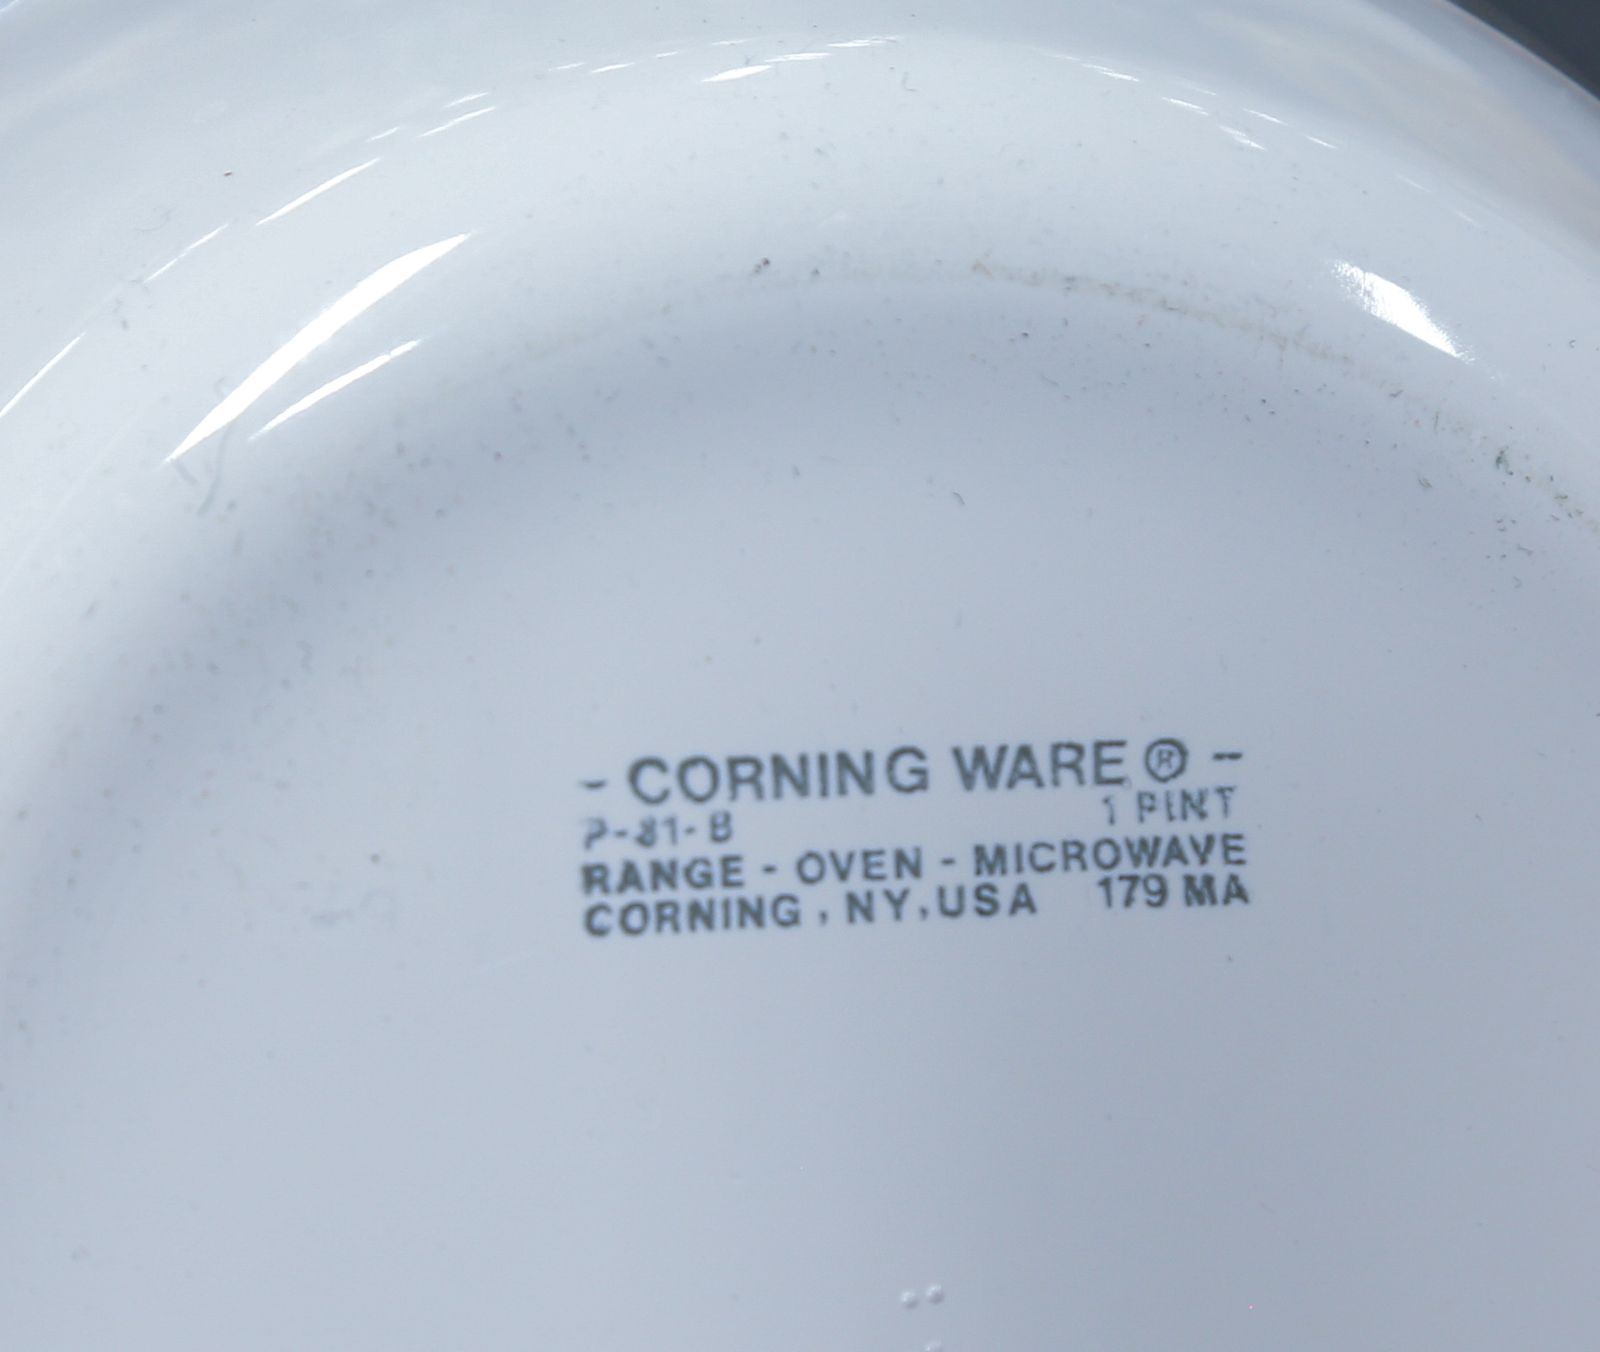 - CORNING WARE ® -
P-81-B 1 PINT
RANGE - OVEN - MICROWAVE
CORNING, NY, USA 179 MA